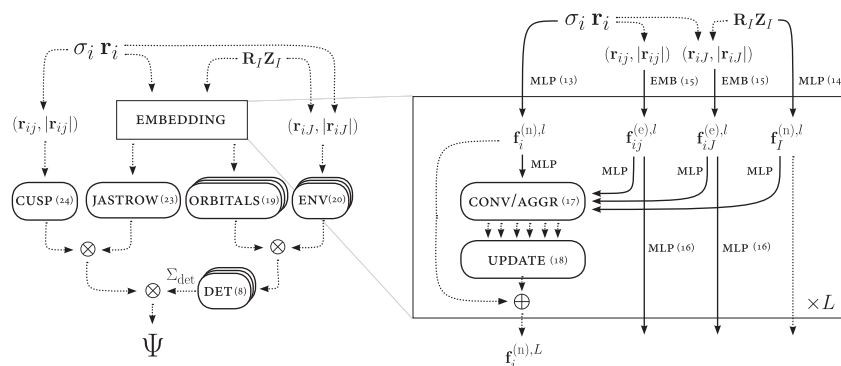 σ_i r_i
R_I Z_I
(r_ij, |r_ij|)
EMBEDDING
(r_iJ, |r_iJ|)
CUSP (24)
JASTROW (23)
ORBITALS (19)
ENV (20)
⊗
⊗
Σ_det
⊗
DET (8)
Ψ
σ_i r_i
R_I Z_I
(r_ij, |r_ij|) (r_iJ, |r_iJ|)
MLP (13)
EMB (15)
EMB (15)
MLP (14
f_i^(n),l
f_ij^(e),l
f_iJ^(e),l
f_I^(n),l
MLP
MLP
MLP
MLP
CONV/AGGR (17)
MLP (16)
MLP (16)
UPDATE (18)
⊕
×L
f_i^(n),L